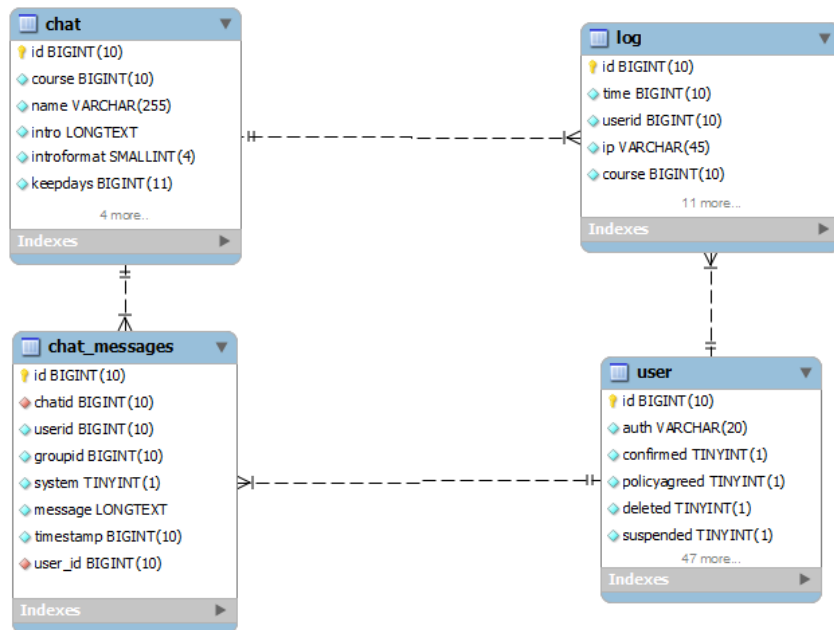 chat
id BIGINT(10)
course BIGINT(10)
name VARCHAR(255)
intro LONGTEXT
introformat SMALLINT(4)
keepdays BIGINT(11)
4 more...
Indexes
log
id BIGINT(10)
time BIGINT(10)
userid BIGINT(10)
ip VARCHAR(45)
course BIGINT(10)
11 more...
Indexes
chat_messages
id BIGINT(10)
chatid BIGINT(10)
userid BIGINT(10)
groupid BIGINT(10)
system TINYINT(1)
message LONGTEXT
timestamp BIGINT(10)
user_id BIGINT(10)
Indexes
user
id BIGINT(10)
auth VARCHAR(20)
confirmed TINYINT(1)
policyagreed TINYINT(1)
deleted TINYINT(1)
suspended TINYINT(1)
47 more...
Indexes